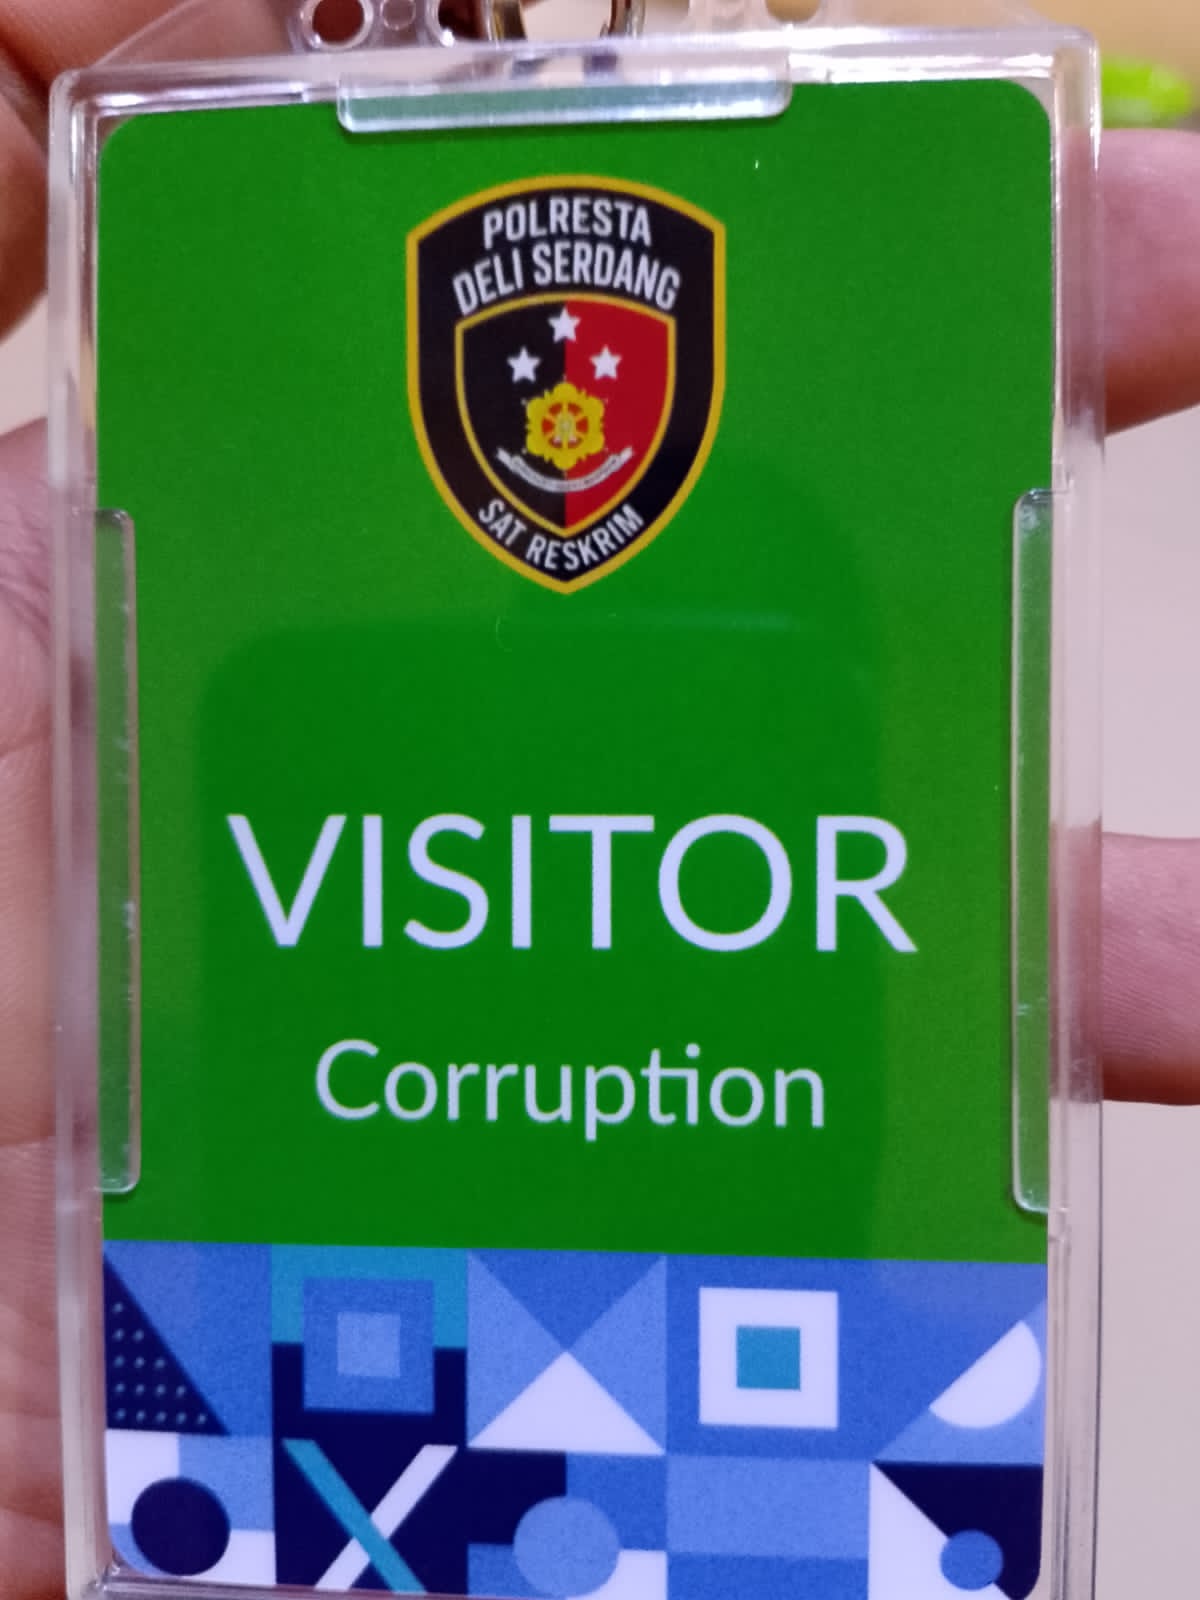 POLRESTA
DELI SERDANG
SAT RESKRIM
VISITOR
Corruption